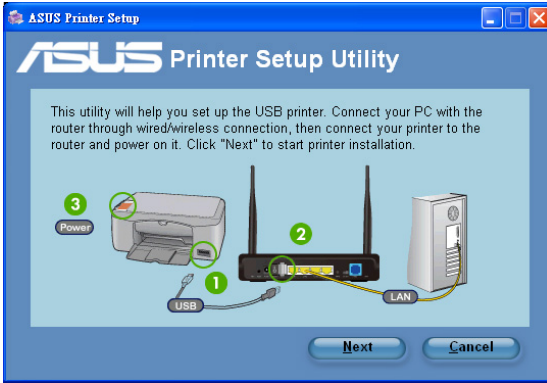 ASUS Printer Setup
ASUS Printer Setup Utility
This utility will help you set up the USB printer. Connect your PC with the
router through wired/wireless connection, then connect your printer to the
router and power on it. Click "Next" to start printer installation.
3
Power
2
1
USB
LAN
Next
Cancel